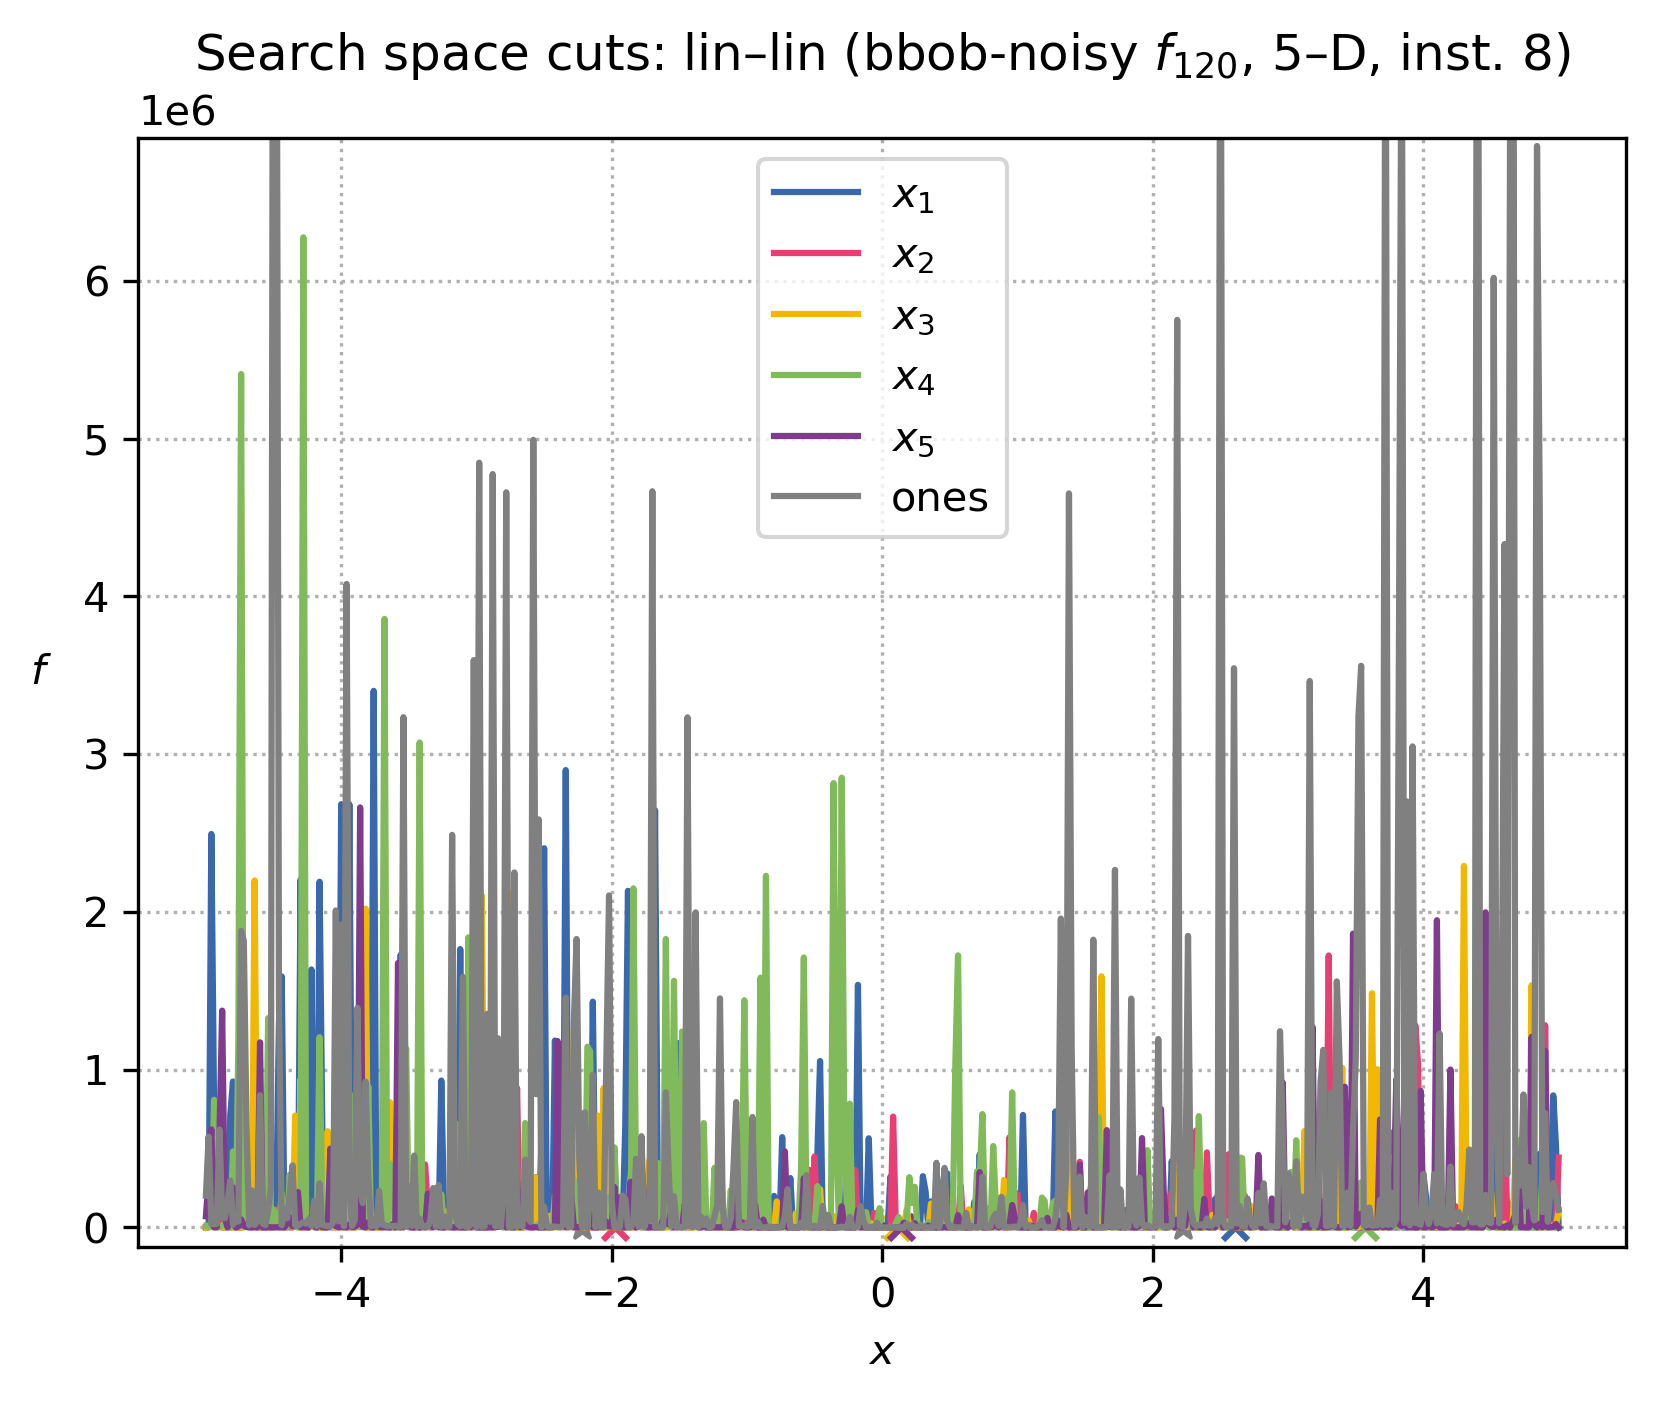 Search space cuts: lin–lin (bbob-noisy f120, 5–D, inst. 8)
1e6
x1
x2
x3
x4
x5
ones
6
5
4
3
2
1
0
f
−4 −2 0 2 4
x